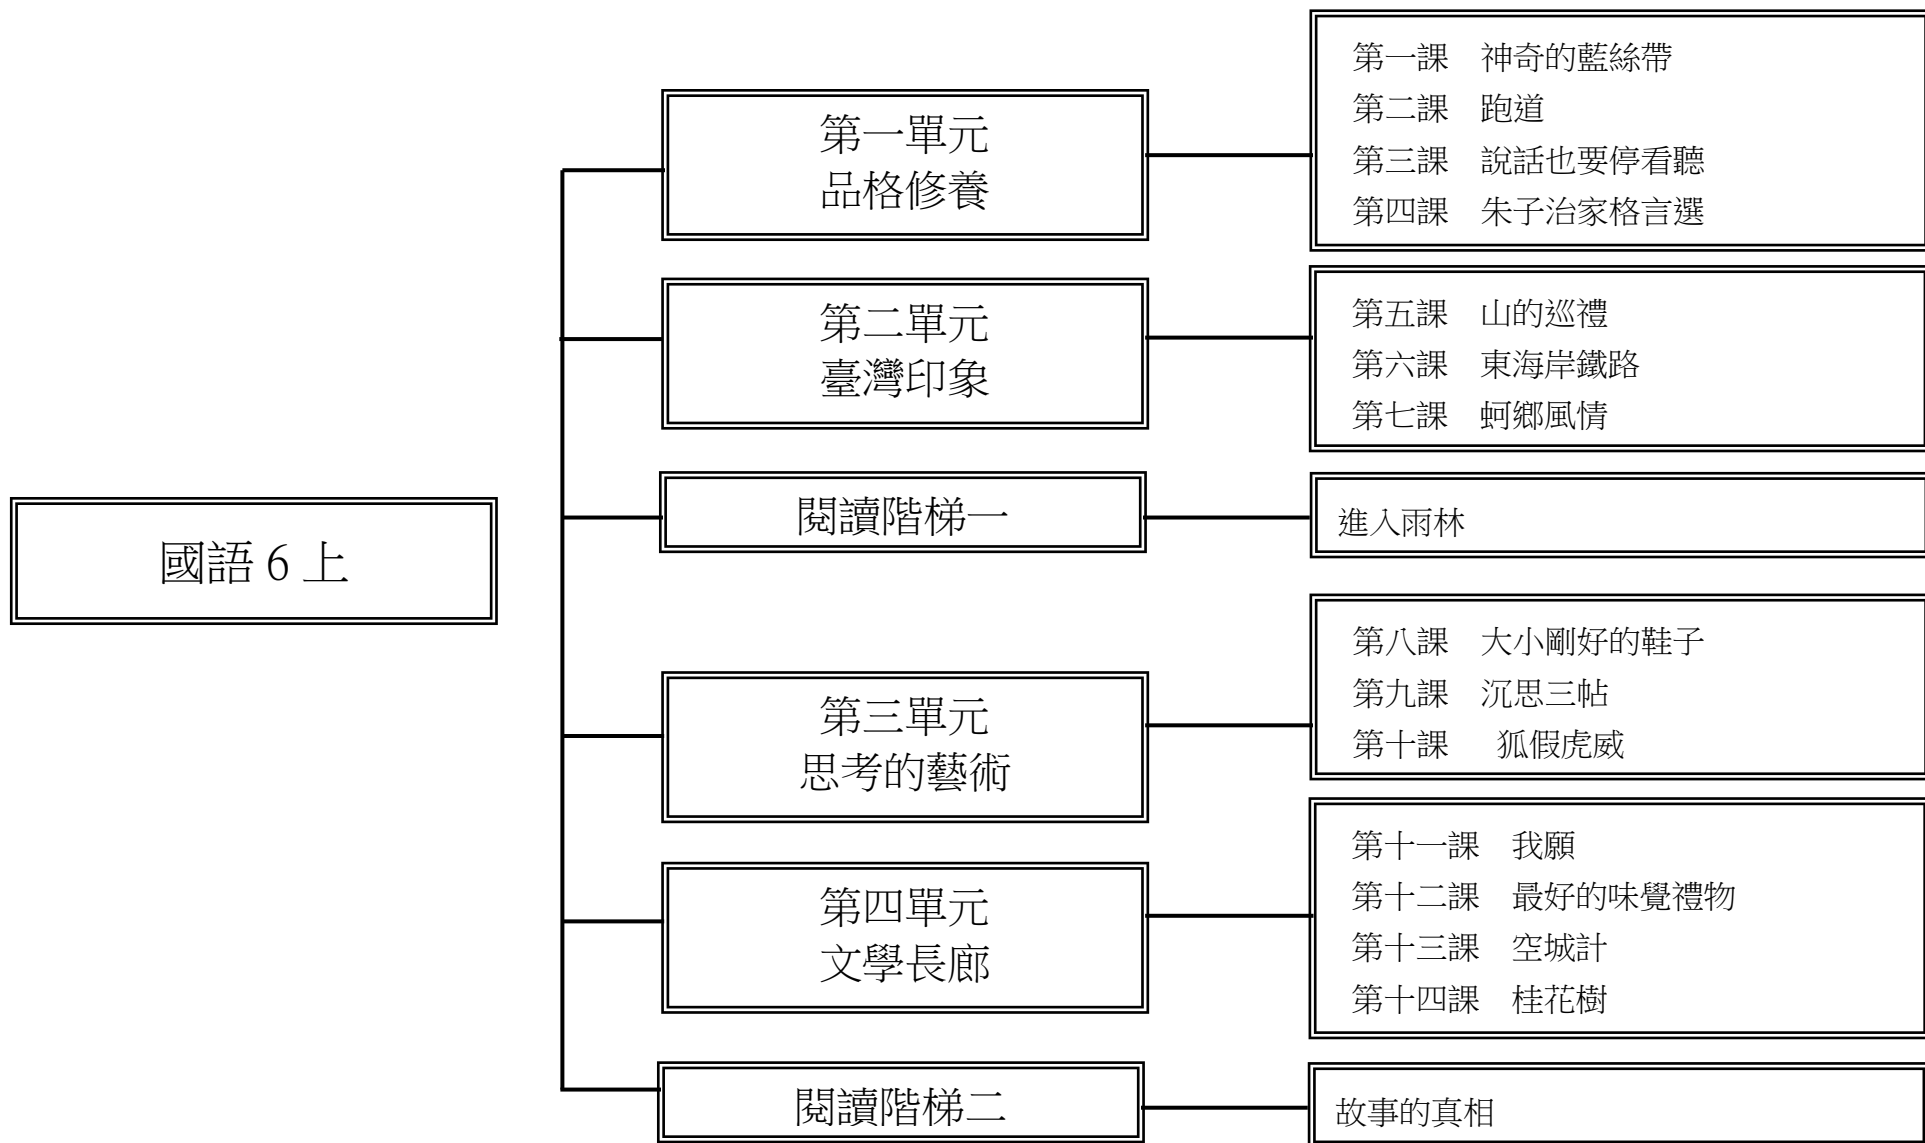 國語 6 上
第一單元
品格修養
第一課　神奇的藍絲帶
第二課　跑道
第三課　說話也要停看聽
第四課　朱子治家格言選
第二單元
臺灣印象
第五課　山的巡禮
第六課　東海岸鐵路
第七課　蚵鄉風情
閱讀階梯一
進入雨林
第三單元
思考的藝術
第八課　大小剛好的鞋子
第九課　沉思三帖
第十課　狐假虎威
第四單元
文學長廊
第十一課　我願
第十二課　最好的味覺禮物
第十三課　空城計
第十四課　桂花樹
閱讀階梯二
故事的真相